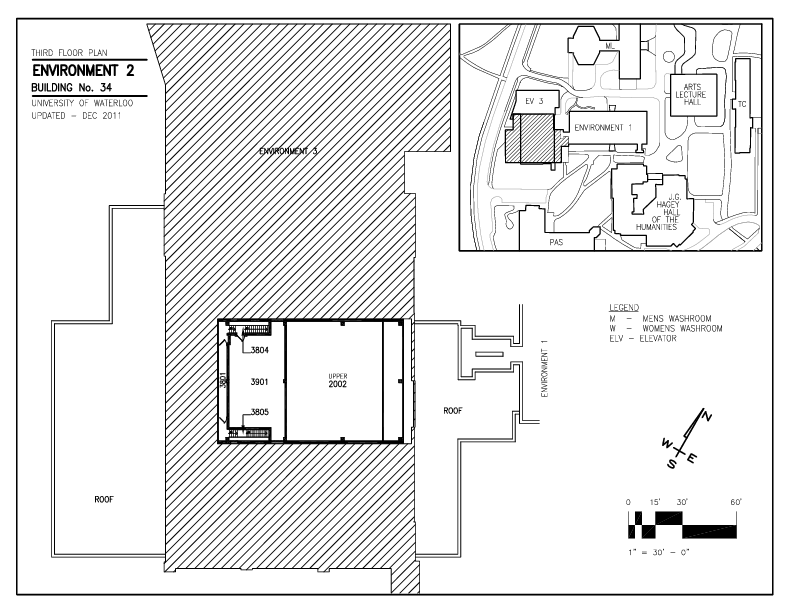 THIRD FLOOR PLAN
ENVIRONMENT 2
BUILDING No. 34
UNIVERSITY OF WATERLOO
UPDATED - DEC 2011
ENVIRONMENT 3
ML
EV 3
ENVIRONMENT 1
ARTS
LECTURE
HALL
TC
J.G.
HAGEY
HALL
OF THE
HUMANITIES
PAS
LEGEND
M - MENS WASHROOM
W - WOMENS WASHROOM
ELV - ELEVATOR
3804
3801
3901
3805
UPPER
2002
ENVIRONMENT 1
ROOF
ROOF
N
W
E
S
0 15' 30' 60'
1" = 30' - 0"